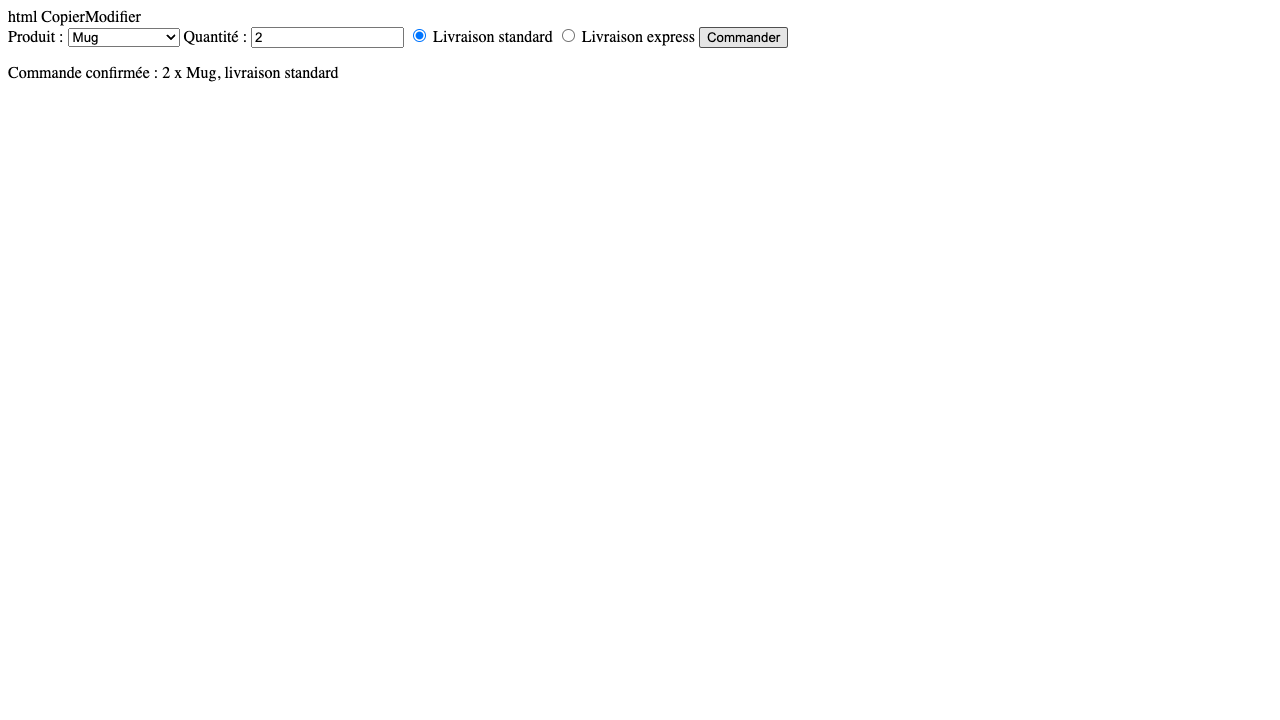 html CopierModifier
Produit : Mug Quantité : 2 Livraison standard Livraison express Commander
Commande confirmée : 2 x Mug, livraison standard